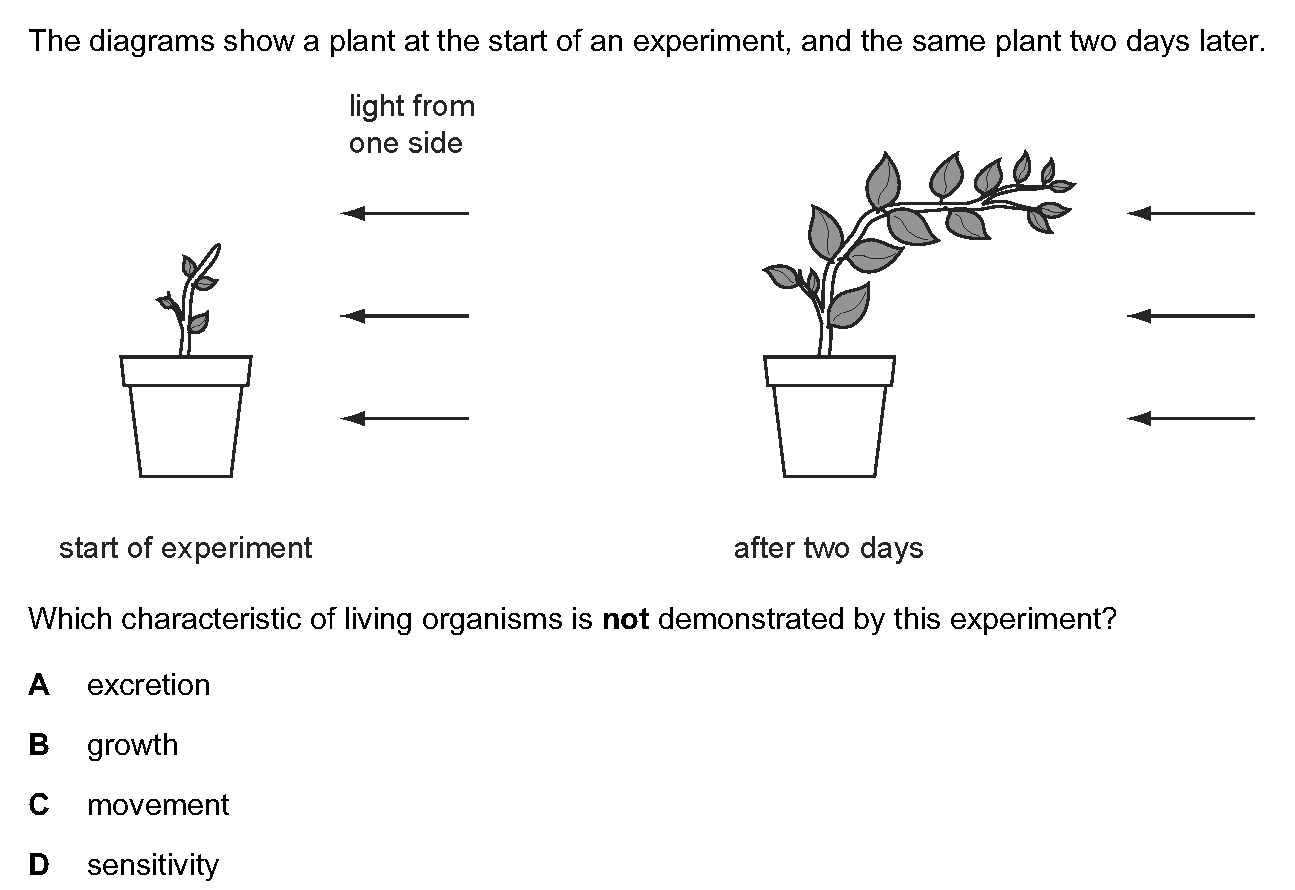 The diagrams show a plant at the start of an experiment, and the same plant two days later.
light from
one side
start of experiment
after two days
Which characteristic of living organisms is not demonstrated by this experiment?
A excretion
B growth
C movement
D sensitivity